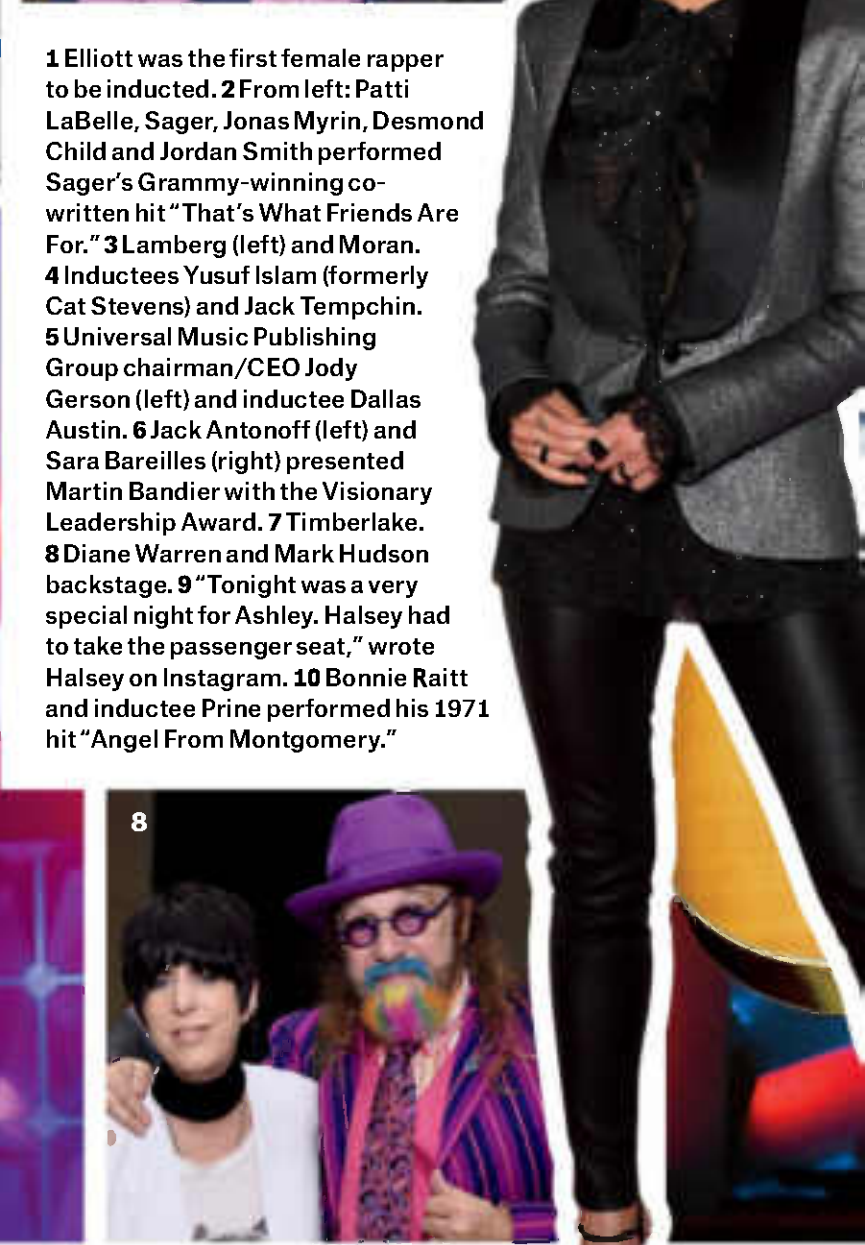 1 Elliott was the first female rapper
to be inducted. 2 From left: Patti
LaBelle, Sager, Jonas Myrin, Desmond
Child and Jordan Smith performed
Sager's Grammy-winning co-
written hit "That's What Friends Are
For." 3 Lamberg (left) and Moran.
4 Inductees Yusuf Islam (formerly
Cat Stevens) and Jack Tempchin.
5 Universal Music Publishing
Group chairman/CEO Jody
Gerson (left) and inductee Dallas
Austin. 6 Jack Antonoff (left) and
Sara Bareilles (right) presented
Martin Bandier with the Visionary
Leadership Award. 7 Timberlake.
8 Diane Warren and Mark Hudson
backstage. 9 "Tonight was a very
special night for Ashley. Halsey had
to take the passenger seat," wrote
Halsey on Instagram. 10 Bonnie Raitt
and inductee Prine performed his 1971
hit "Angel From Montgomery."
8